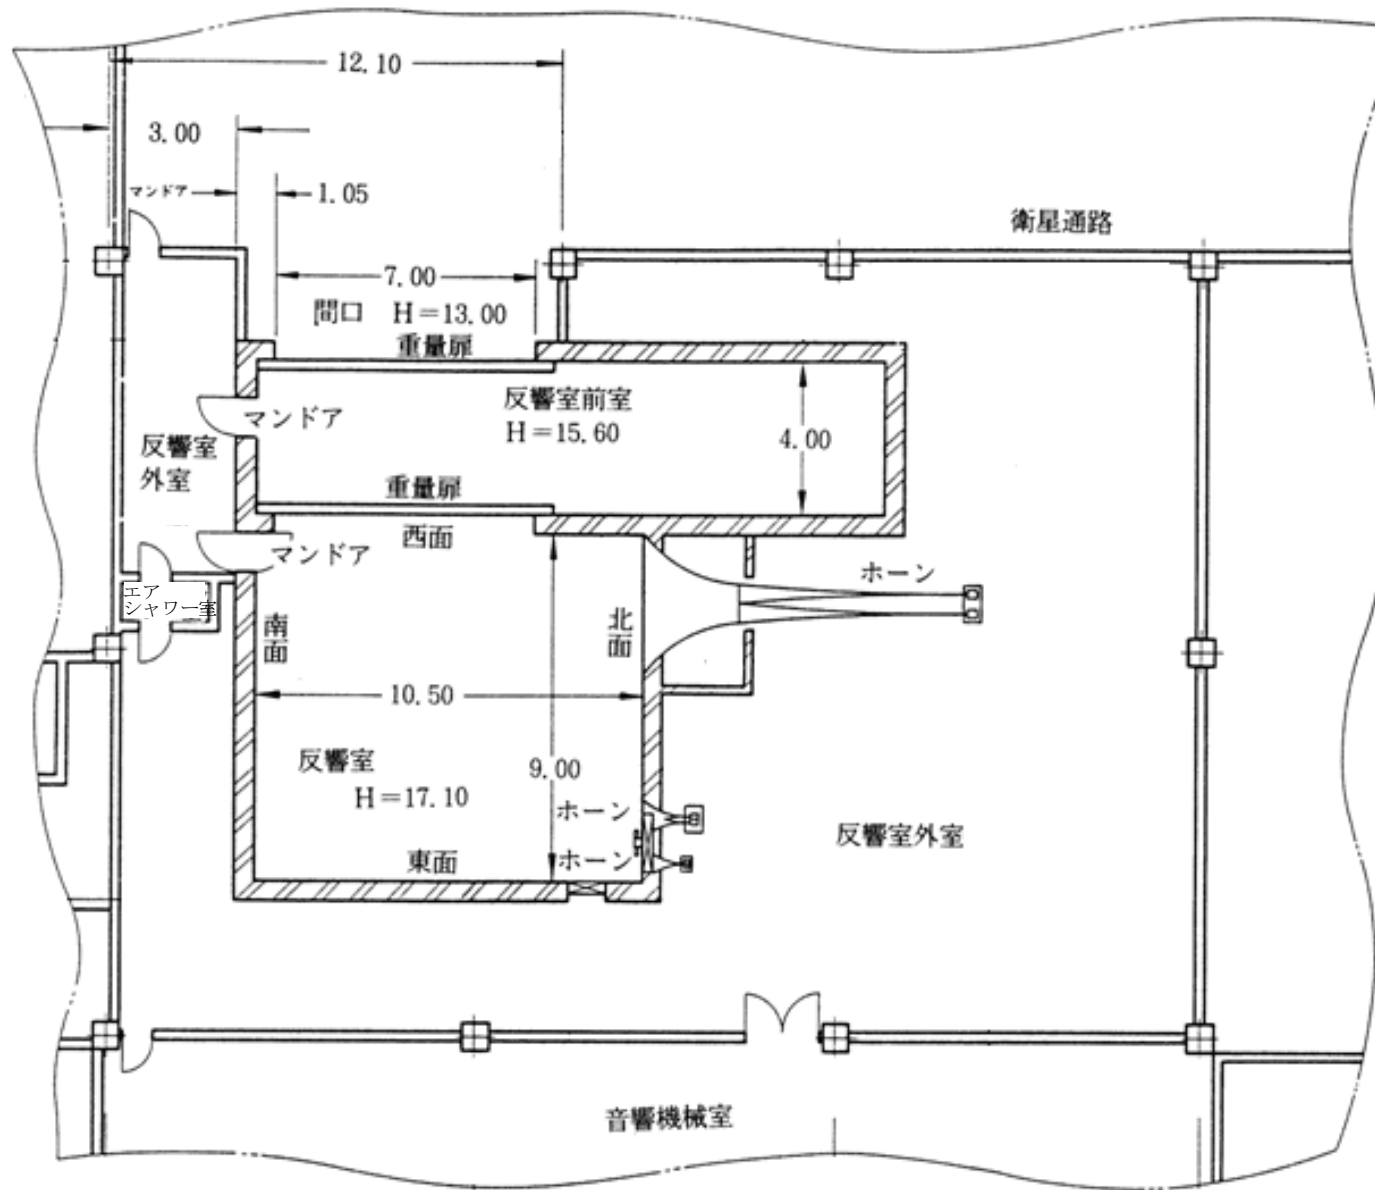 12.10
3.00
マンドア
1.05
衛星通路
7.00
間口 H=13.00
重量扉
反響室前室
H=15.60
マンドア
4.00
反響室
外室
重量扉
西面
マンドア
ホーン
エア
シャワー室
南面
北面
10.50
反響室
H=17.10
9.00
ホーン
反響室外室
東面
ホーン
音響機械室